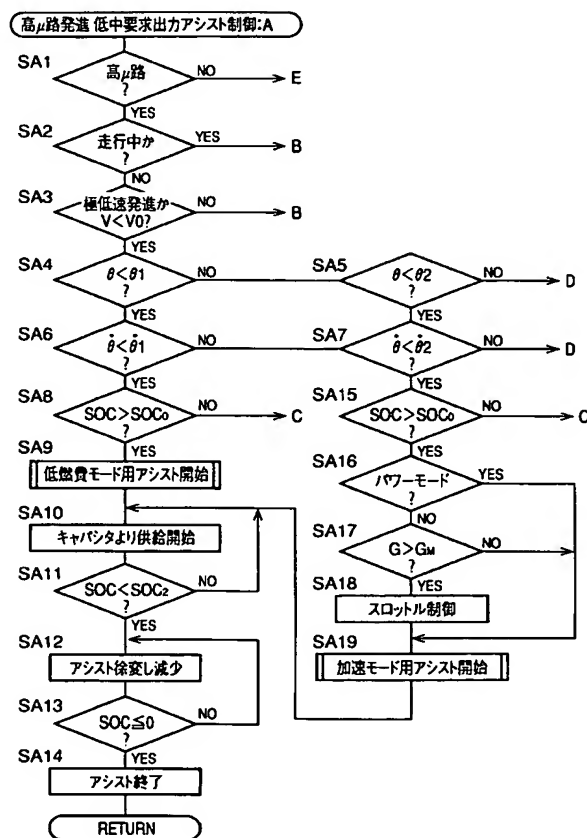 高μ路発進 低中要求出力アシスト制御:A
SA1
高μ路
?
NO
E
YES
SA2
走行中か
?
YES
B
NO
SA3
極低速発進か
V<V0?
NO
B
YES
SA4
θ<θ1
?
NO
YES
SA5
θ<θ2
?
NO
D
YES
SA6
θ̇<θ̇1
?
NO
YES
SA7
θ̇<θ̇2
?
NO
D
YES
SA8
SOC>SOC0
?
NO
C
YES
SA15
SOC>SOC0
?
NO
C
YES
SA9
低燃費モード用アシスト開始
SA16
パワーモード
?
YES
NO
SA10
キャパシタより供給開始
SA17
G>GM
?
NO
YES
SA11
SOC<SOC2
?
NO
YES
SA18
スロットル制御
SA12
アシスト徐変し減少
SA19
加速モード用アシスト開始
SA13
SOC≦0
?
NO
YES
SA14
アシスト終了
RETURN